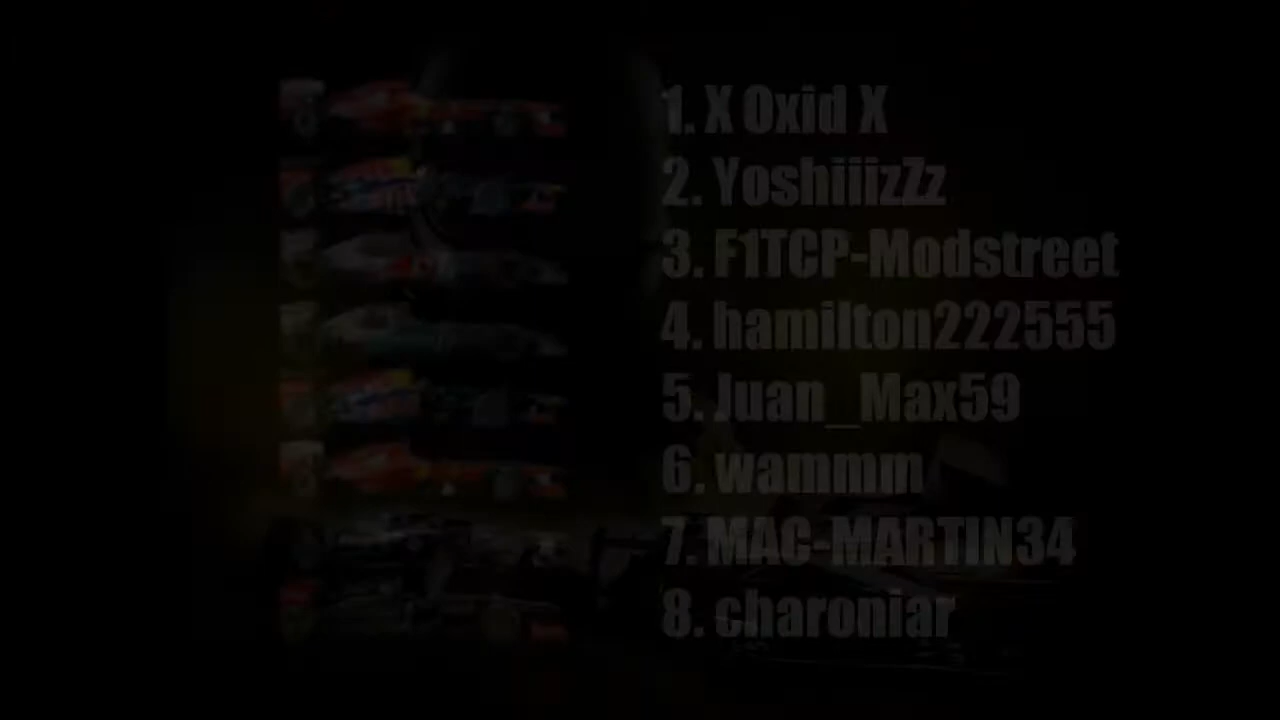 1. X Oxid X
2. YoshiiizZz
3. F1TCP-Modstreet
4. hamilton222555
5. Juan_Max59
6. wammm
7. MAC-MARTIN34
8. charoniar